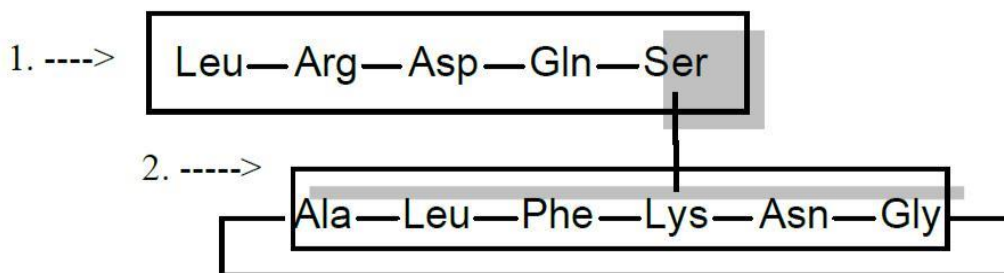 1. ----> Leu—Arg—Asp—Gln—Ser
2. ----->
Ala—Leu—Phe—Lys—Asn—Gly